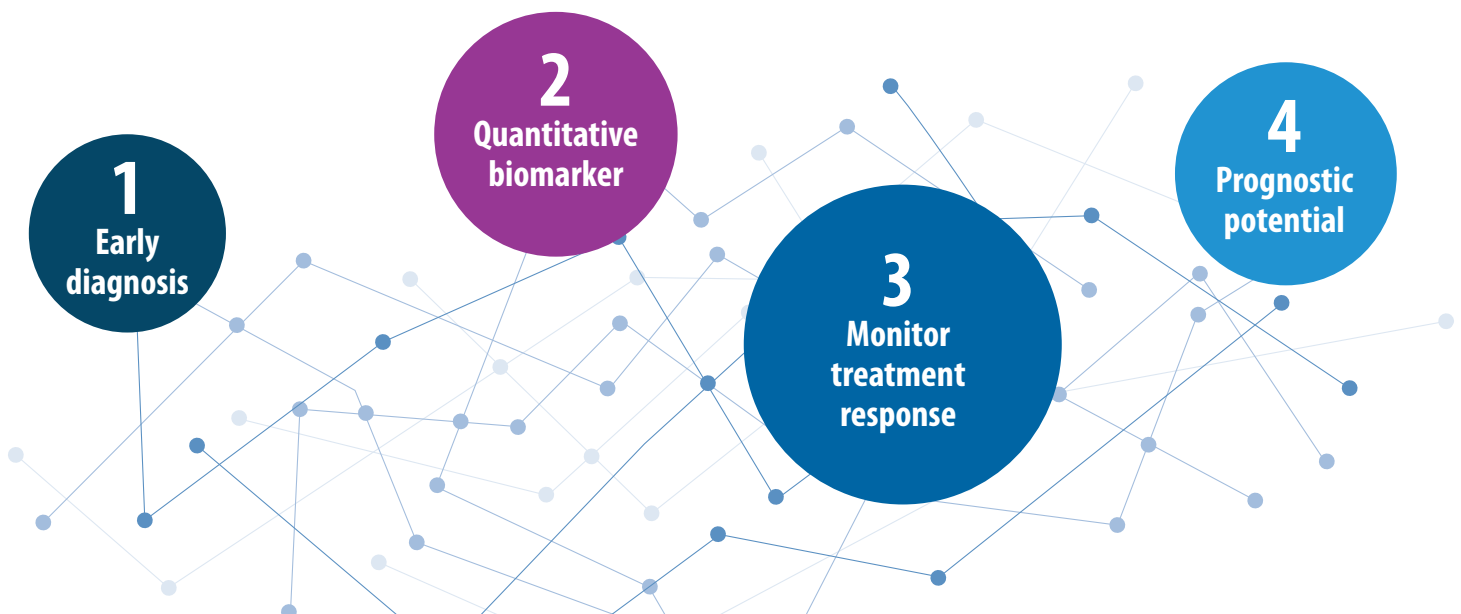 1
Early
diagnosis
2
Quantitative
biomarker
3
Monitor
treatment
response
4
Prognostic
potential